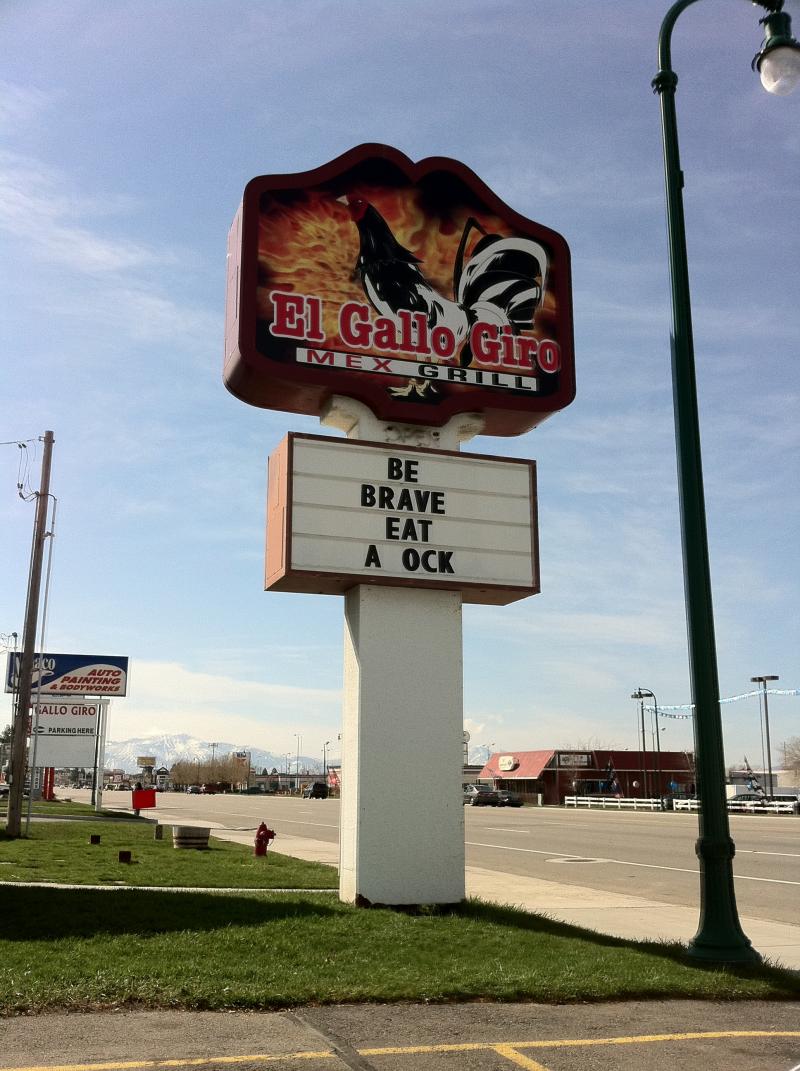 El Gallo Giro
MEX GRILL
BE
BRAVE
EAT
A OCK
AUTO
PAINTING
& BODYWORKS
GALLO GIRO
PARKING HERE